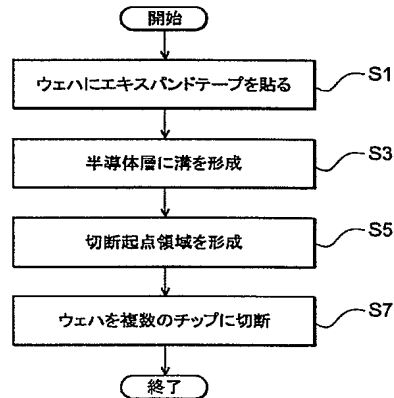 開始
ウェハにエキスパンドテープを貼る
S1
半導体層に溝を形成
S3
切断起点領域を形成
S5
ウェハを複数のチップに切断
S7
終了